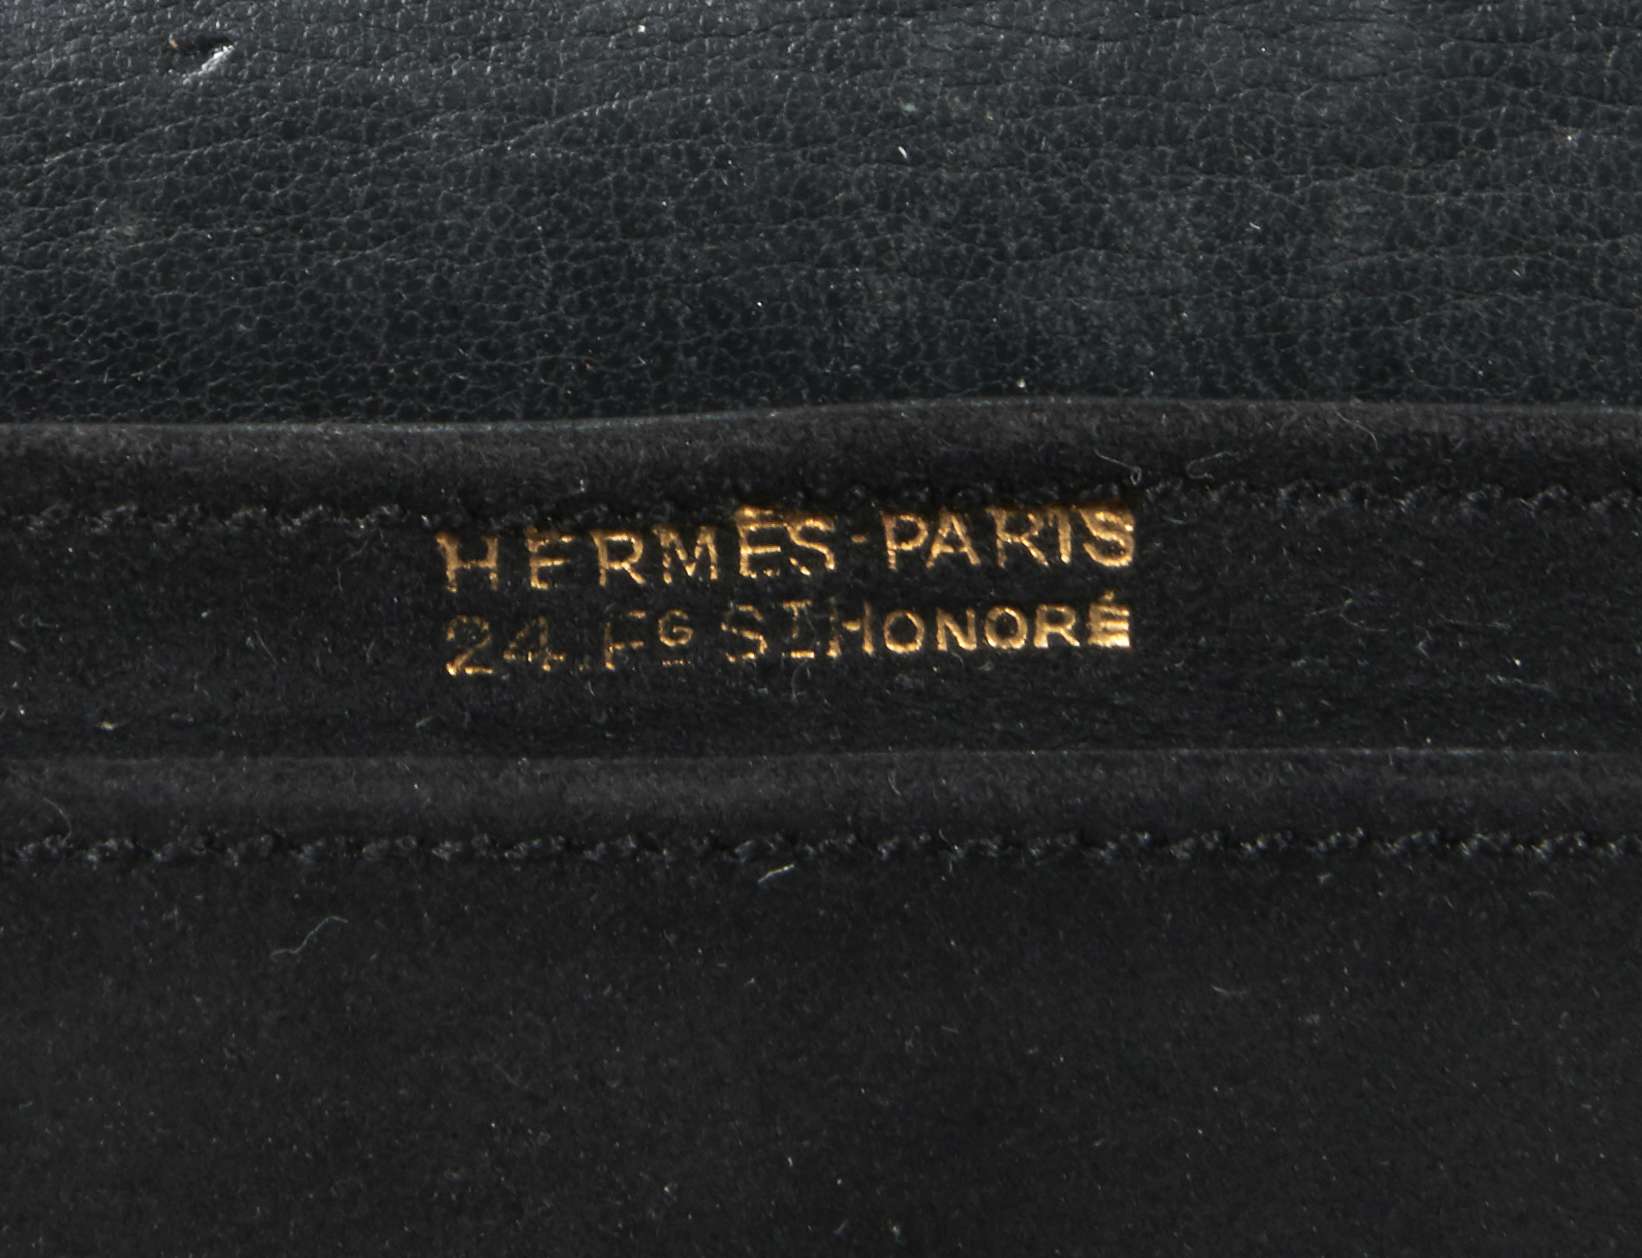 HERMÈS-PARIS
24, Fg ST HONORÉ